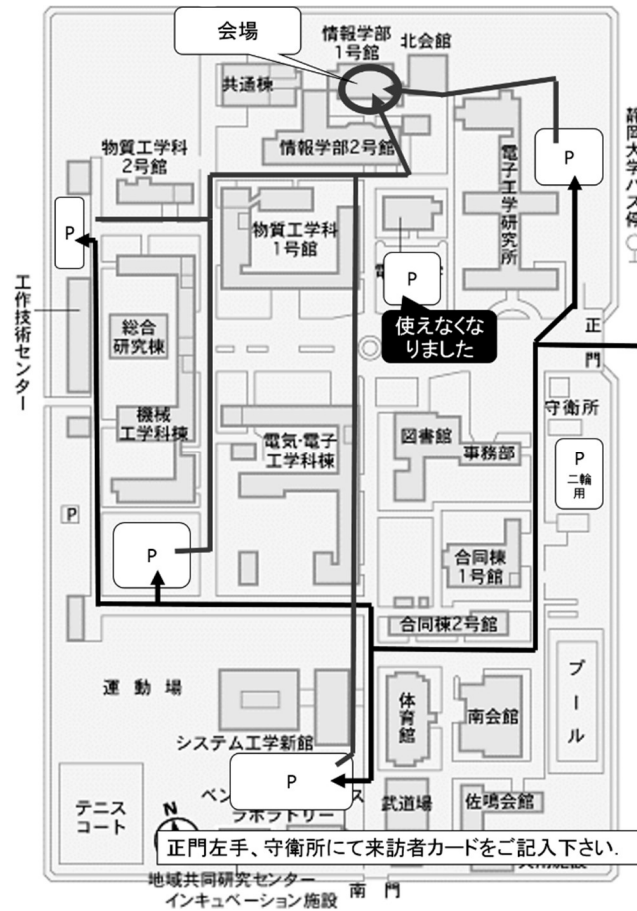 会場
情報学部
1号館
北会館
共通棟
静岡大学バス停
物質工学科
2号館
情報学部2号館
電子工学研究所
P
P
物質工学科
1号館
P
使えなくな
りました
工作技術センター
総合
研究棟
正門
守衛所
機械
工学科棟
電気・電子
工学科棟
図書館
事務部
P
二輪
用
P
P
合同棟
1号館
合同棟2号館
運動場
体育館
南会館
プール
システム工学新館
P
テニス
コート
N
ラボラトリー
武道場
佐鳴会館
正門左手、守衛所にて来訪者カードをご記入下さい.
地域共同研究センター
インキュベーション施設
南門